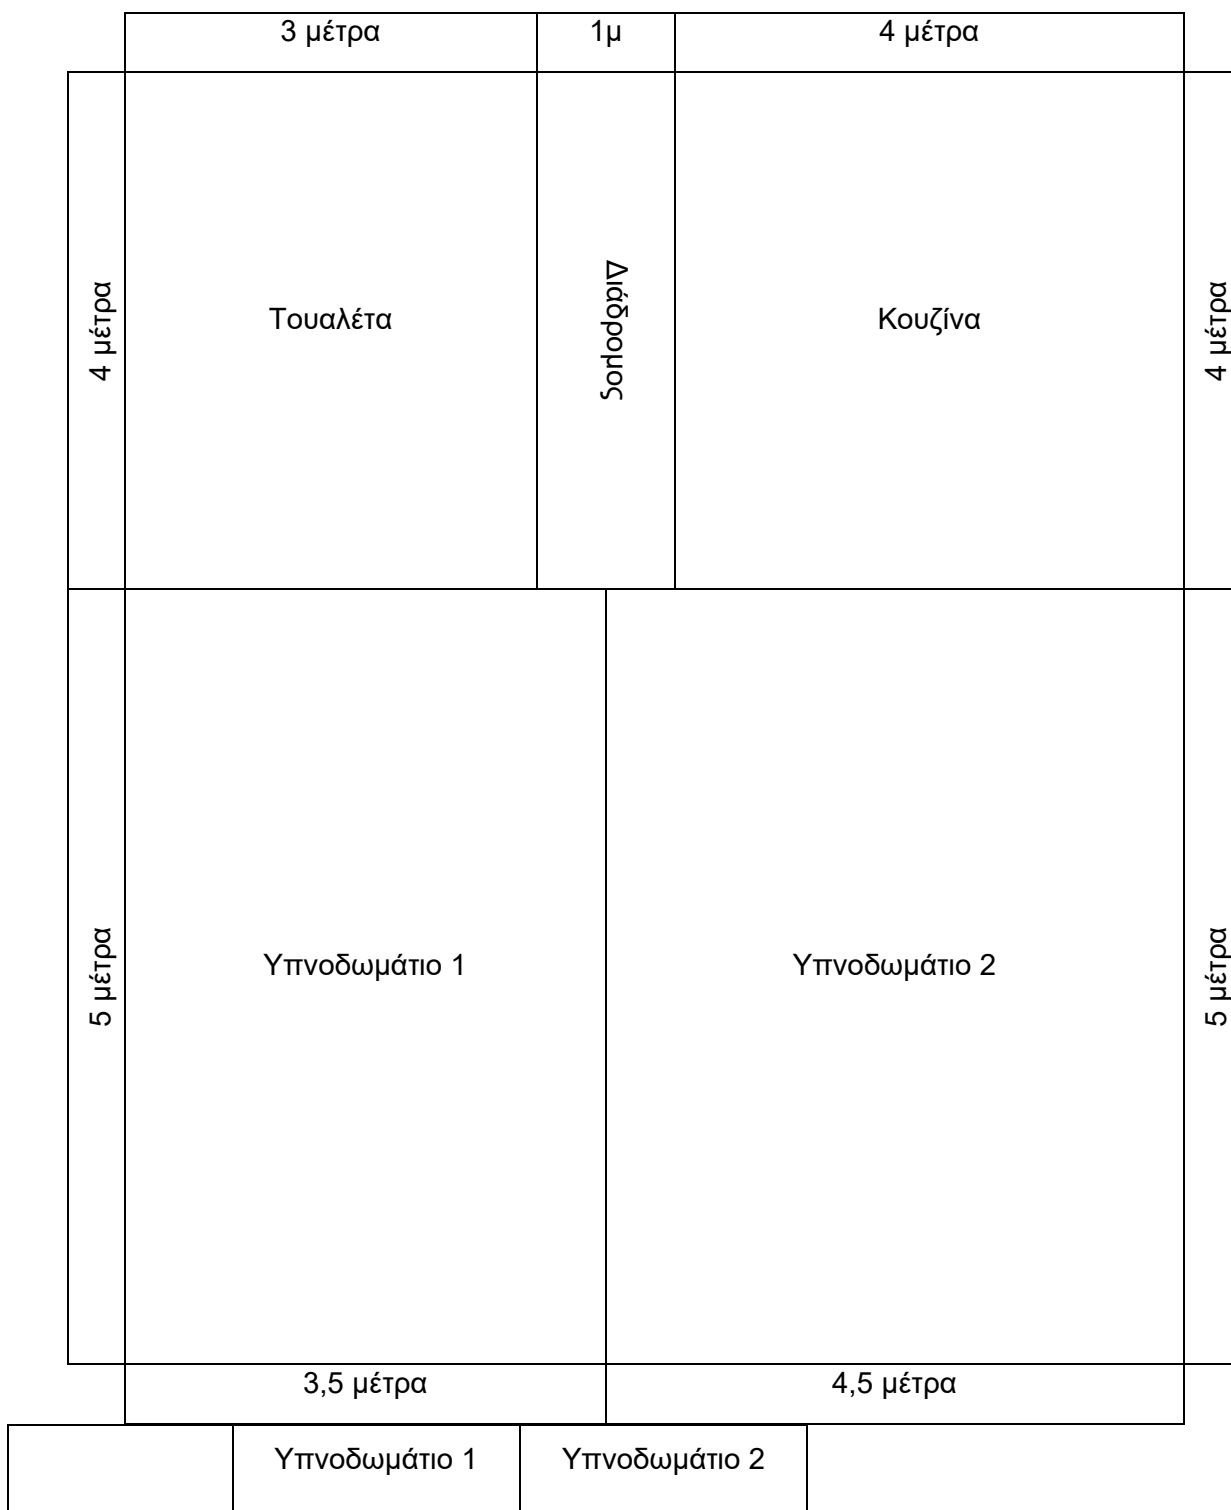 3 μέτρα 1μ 4 μέτρα
4 μέτρα Τουαλέτα Διάδρομος Κουζίνα 4 μέτρα
5 μέτρα Υπνοδωμάτιο 1 Υπνοδωμάτιο 2 5 μέτρα
3,5 μέτρα 4,5 μέτρα
Υπνοδωμάτιο 1 Υπνοδωμάτιο 2